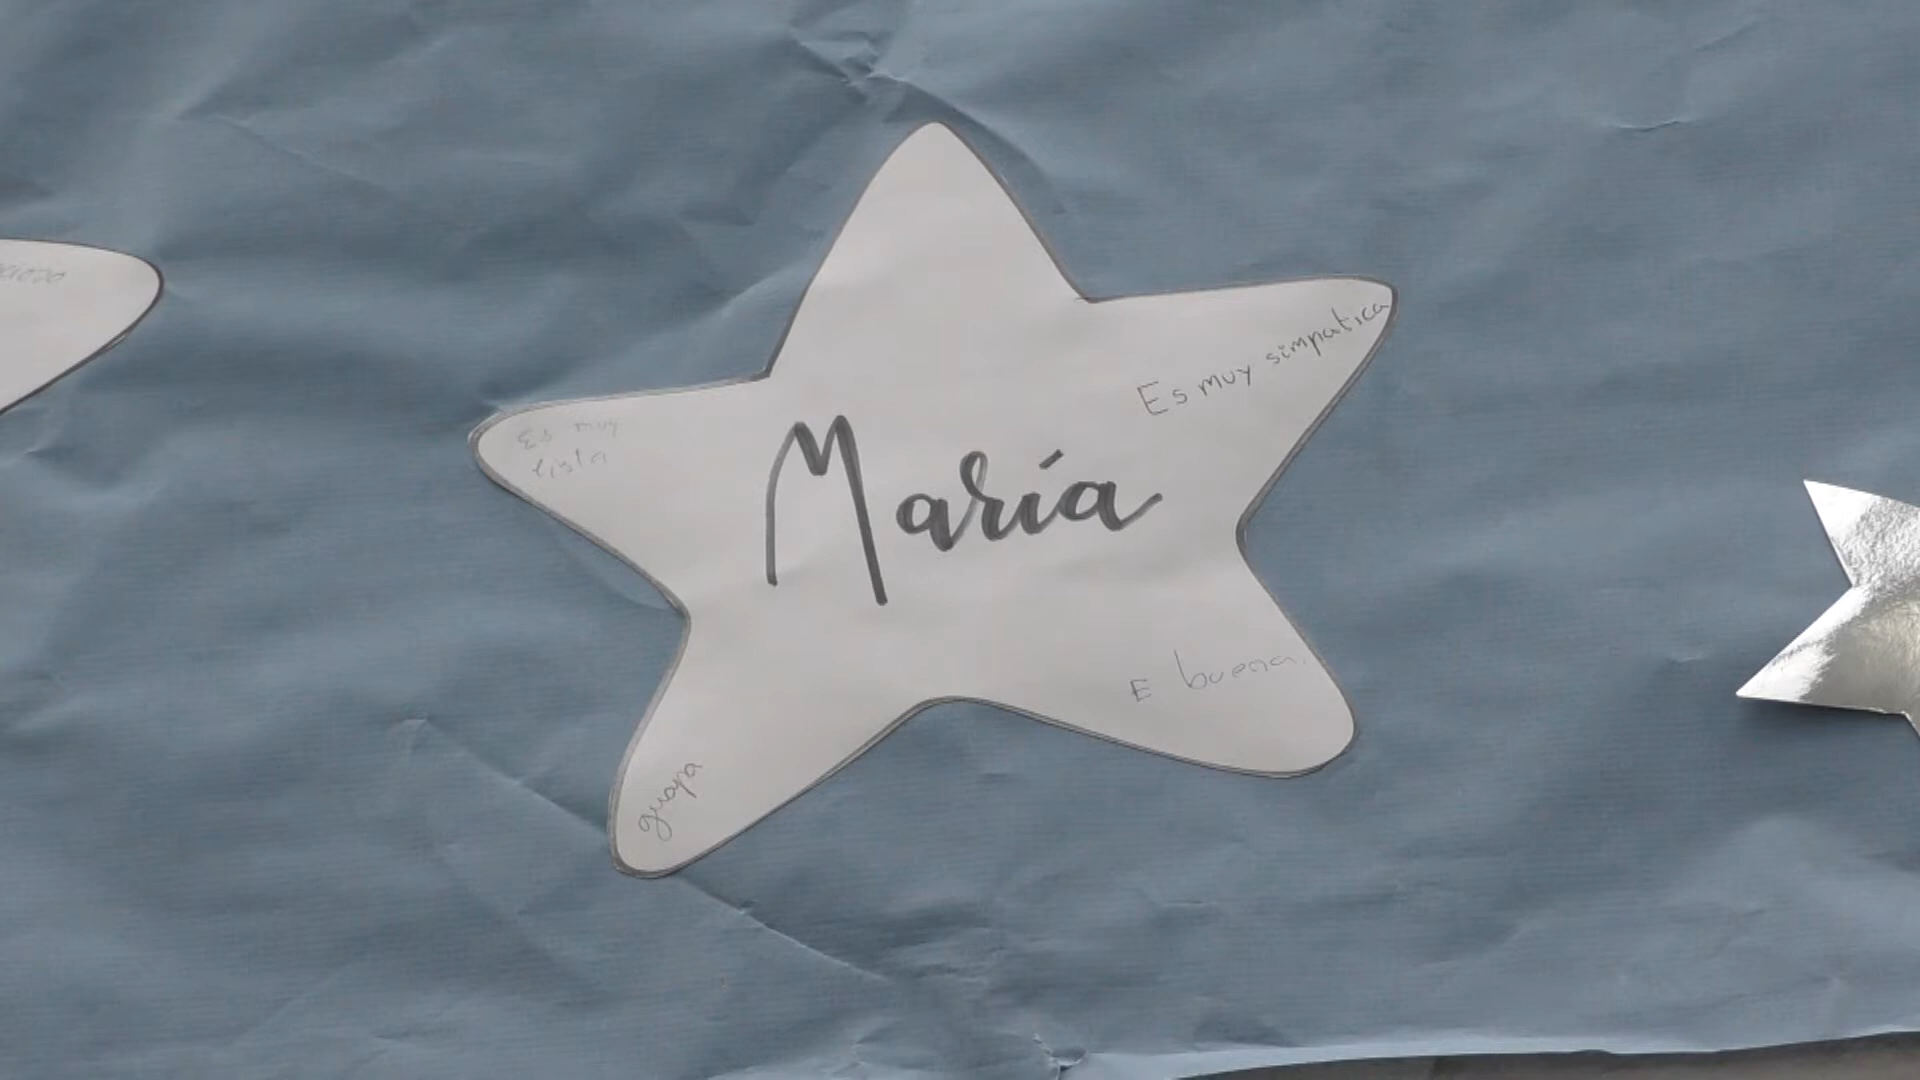 Es muy simpatica
Es muy
lista
María
E buena.
guapa